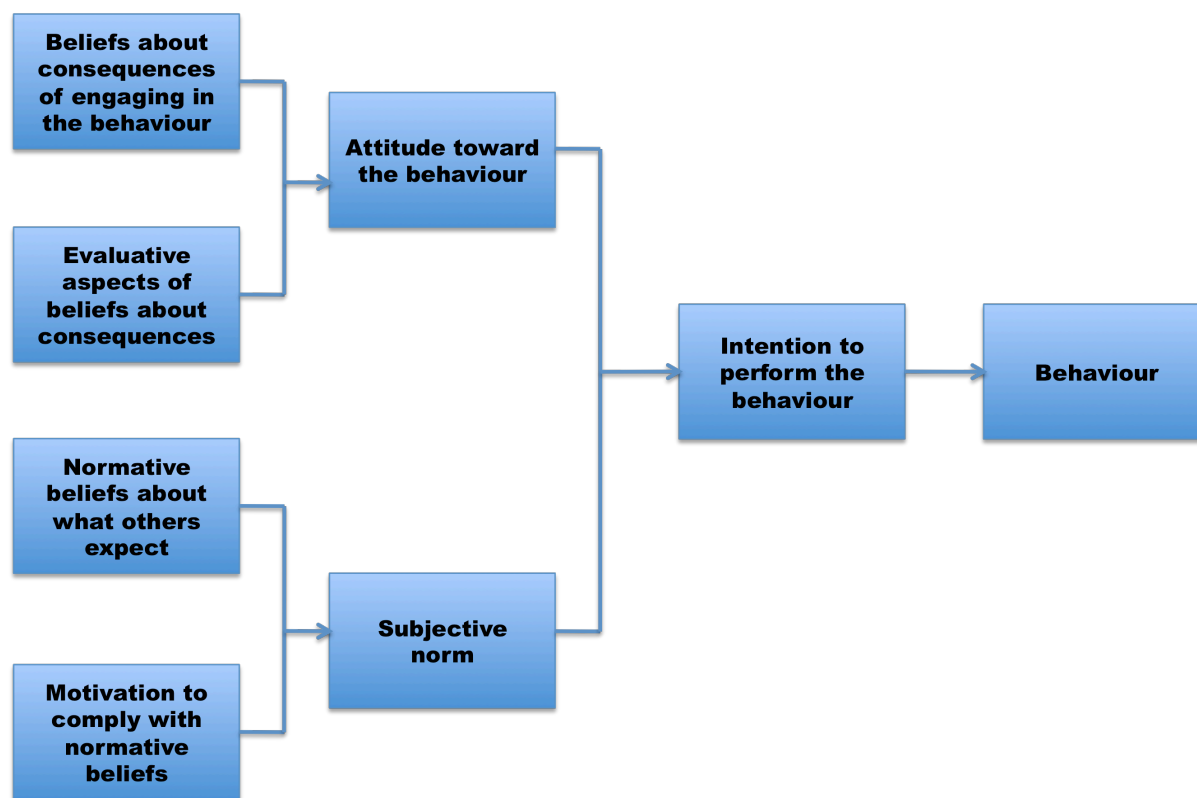 Beliefs about
consequences
of engaging in
the behaviour
Evaluative
aspects of
beliefs about
consequences
Normative
beliefs about
what others
expect
Motivation to
comply with
normative
beliefs
Attitude toward
the behaviour
Subjective
norm
Intention to
perform the
behaviour
Behaviour